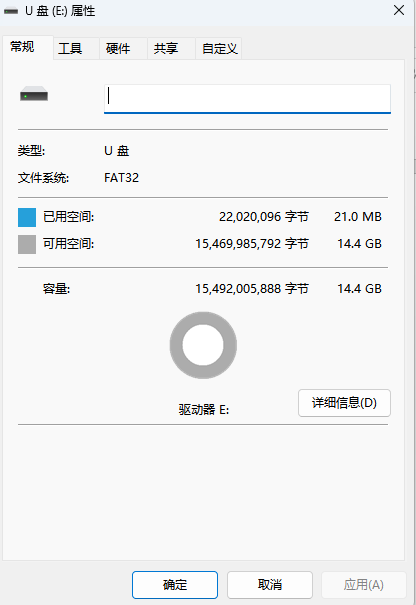 U 盘 (E:) 属性
常规 工具 硬件 共享 自定义
类型: U 盘
文件系统: FAT32
已用空间: 22,020,096 字节 21.0 MB
可用空间: 15,469,985,792 字节 14.4 GB
容量: 15,492,005,888 字节 14.4 GB
驱动器 E:
详细信息(D)
确定 取消 应用(A)